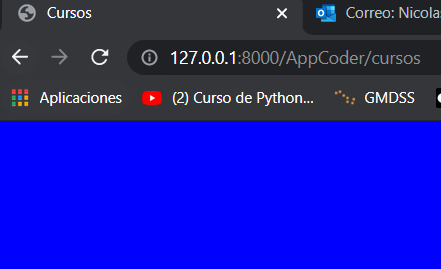 Cursos
Correo: Nicola
127.0.0.1:8000/AppCoder/cursos
Aplicaciones (2) Curso de Python... GMDSS